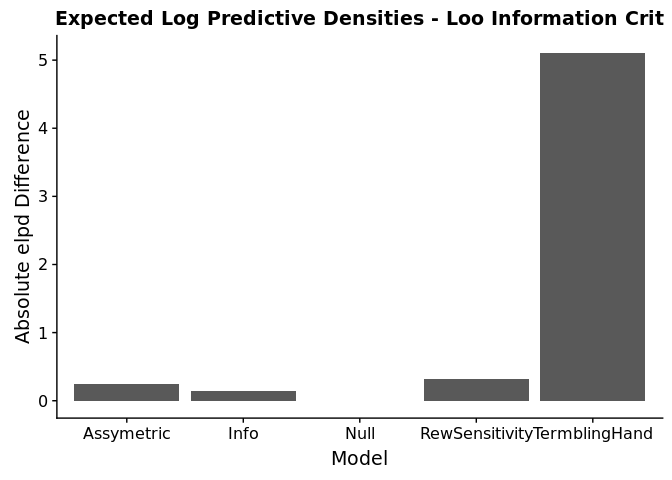 Expected Log Predictive Densities - Loo Information Crit
Absolute elpd Difference
5
4
3
2
1
0
Assymetric Info Null RewSensitivity TermblingHand
Model